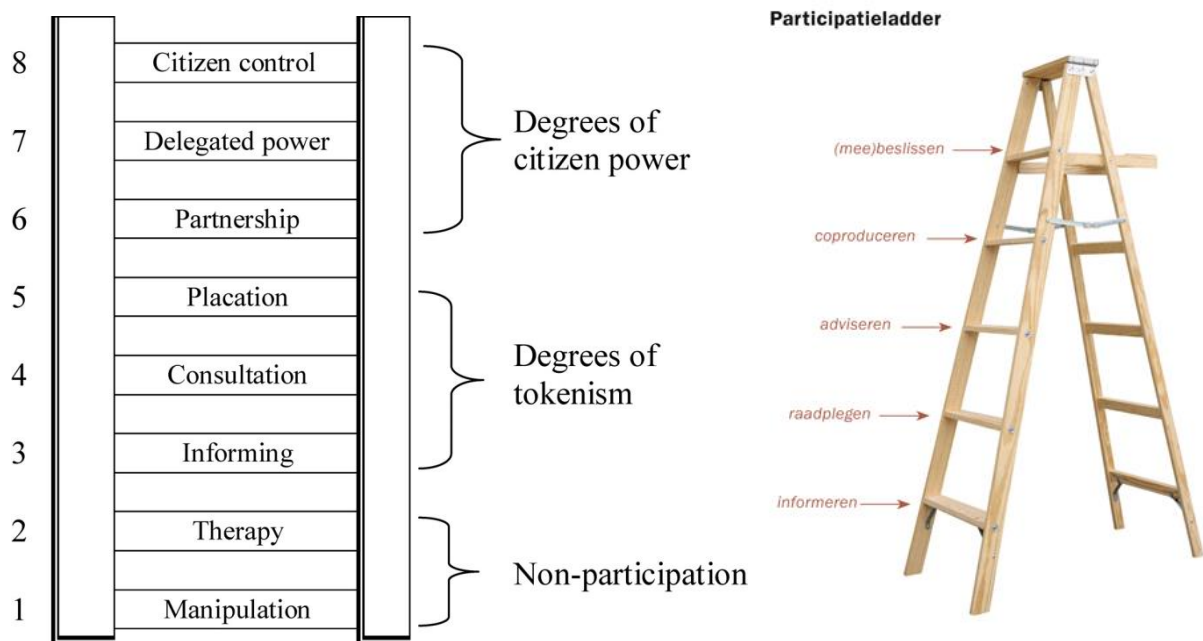 8 Citizen control
7 Delegated power
6 Partnership
Degrees of
citizen power
5 Placation
4 Consultation
3 Informing
Degrees of
tokenism
2 Therapy
1 Manipulation
Non-participation
Participatieladder
(mee)beslissen
coproduceren
adviseren
raadplegen
informeren